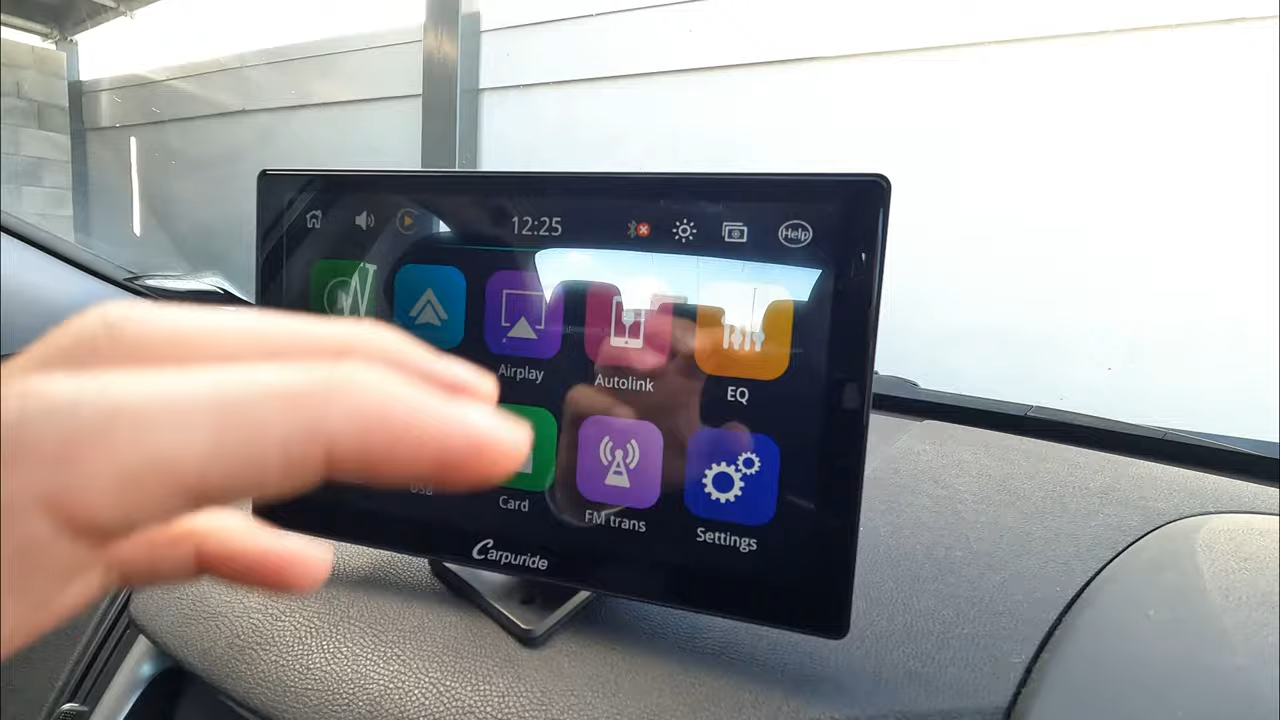 12:25
Help
Airplay
Autolink
EQ
Card
FM trans
Settings
Carpuride